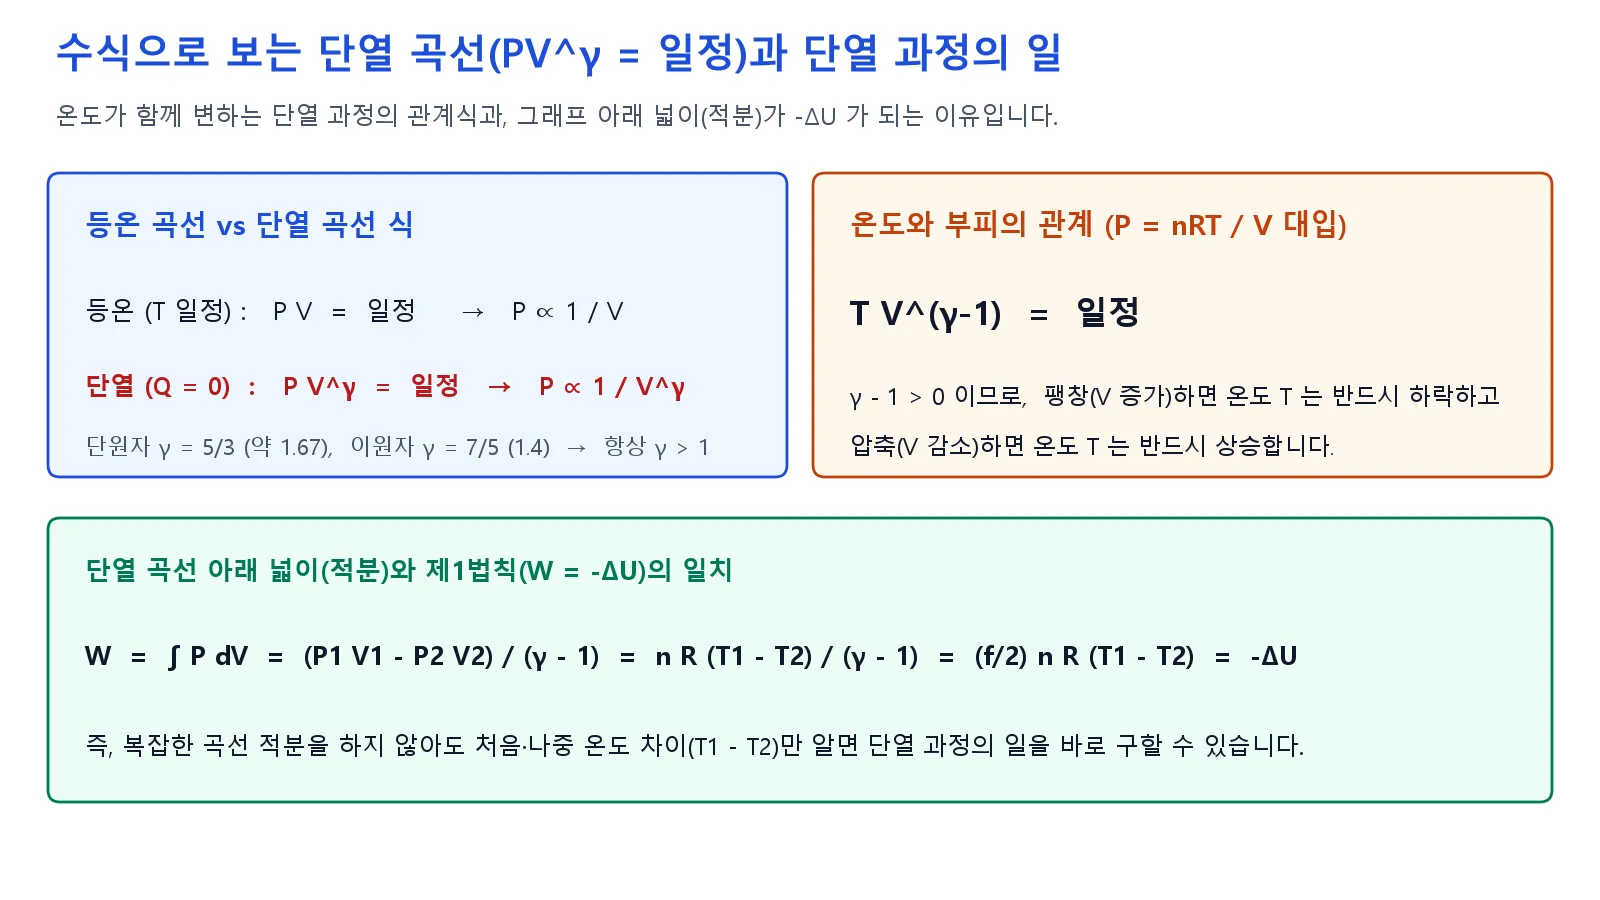 수식으로 보는 단열 곡선(PV^γ = 일정)과 단열 과정의 일
온도가 함께 변하는 단열 과정의 관계식과, 그래프 아래 넓이(적분)가 -ΔU 가 되는 이유입니다.
등온 곡선 vs 단열 곡선 식
등온 (T 일정) : P V = 일정 → P ∝ 1 / V
단열 (Q = 0) : P V^γ = 일정 → P ∝ 1 / V^γ
단원자 γ = 5/3 (약 1.67), 이원자 γ = 7/5 (1.4) → 항상 γ > 1
온도와 부피의 관계 (P = nRT / V 대입)
T V^(γ-1) = 일정
γ - 1 > 0 이므로, 팽창(V 증가)하면 온도 T 는 반드시 하락하고
압축(V 감소)하면 온도 T 는 반드시 상승합니다.
단열 곡선 아래 넓이(적분)와 제1법칙(W = -ΔU)의 일치
W = ∫ P dV = (P1 V1 - P2 V2) / (γ - 1) = n R (T1 - T2) / (γ - 1) = (f/2) n R (T1 - T2) = -ΔU
즉, 복잡한 곡선 적분을 하지 않아도 처음·나중 온도 차이(T1 - T2)만 알면 단열 과정의 일을 바로 구할 수 있습니다.